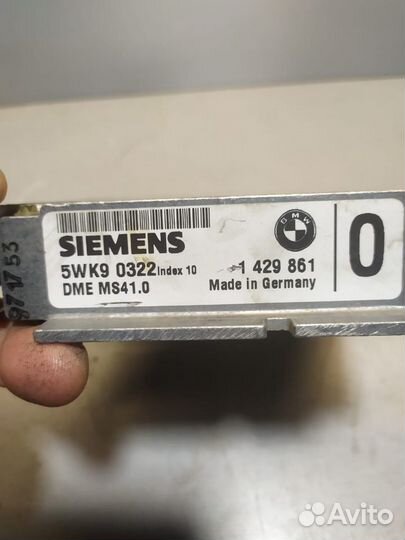 BMW
SIEMENS
5WK9 0322 Index 10
1 429 861
DME MS41.0
Made in Germany
0
Avito